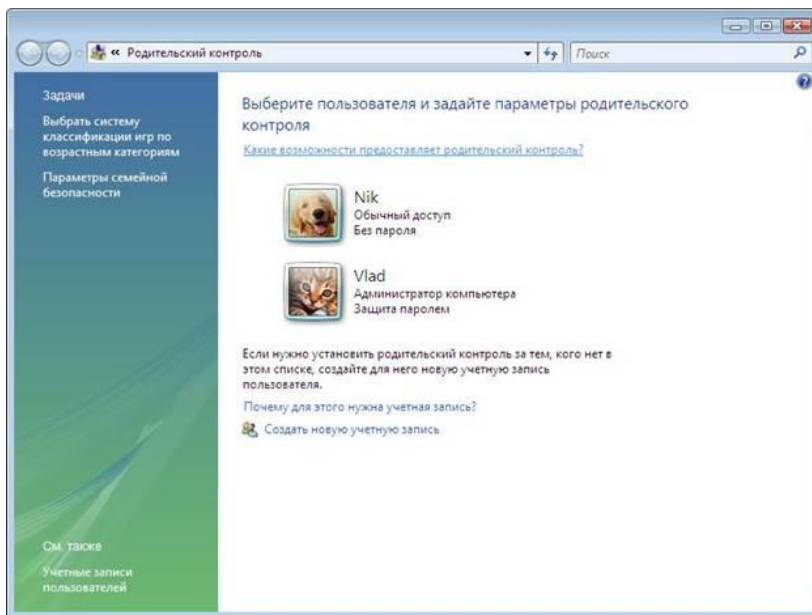 « Родительский контроль
Поиск
Задачи
Выбрать систему
классификации игр по
возрастным категориям
Параметры семейной
безопасности
Выберите пользователя и задайте параметры родительского
контроля
Какие возможности предоставляет родительский контроль?
Nik
Обычный доступ
Без пароля
Vlad
Администратор компьютера
Защита паролем
Если нужно установить родительский контроль за тем, кого нет в
этом списке, создайте для него новую учетную запись
пользователя.
Почему для этого нужна учетная запись?
Создать новую учетную запись
См. также
Учетные записи
пользователей